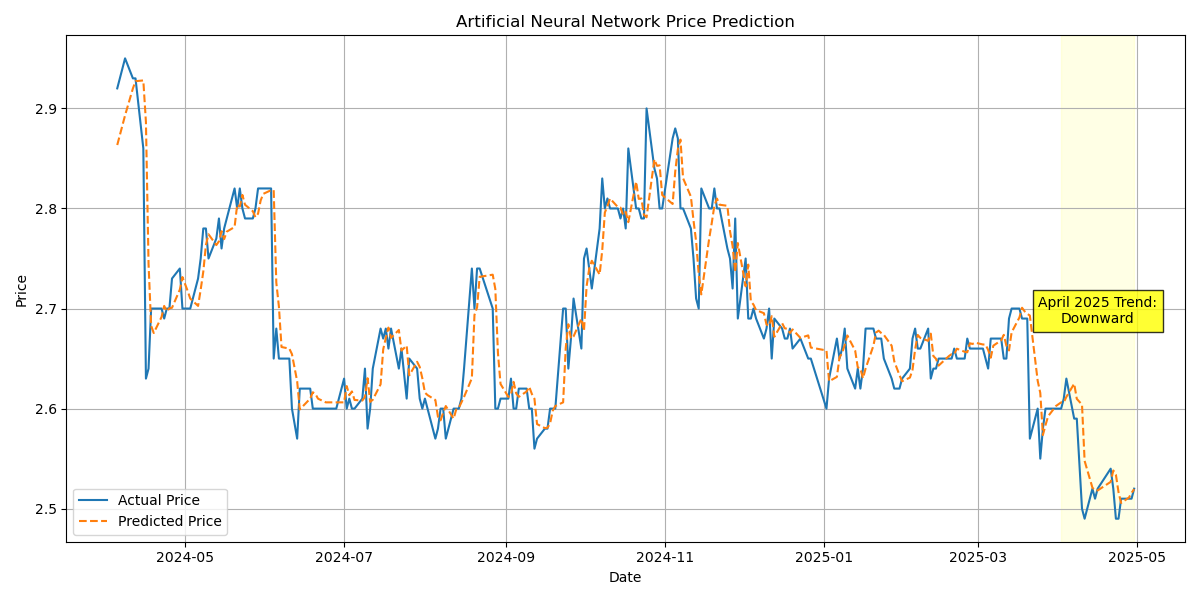 Artificial Neural Network Price Prediction
Price
2.9
2.8
2.7
2.6
2.5
April 2025 Trend:
Downward
Actual Price
Predicted Price
2024-05
2024-07
2024-09
2024-11
2025-01
2025-03
2025-05
Date